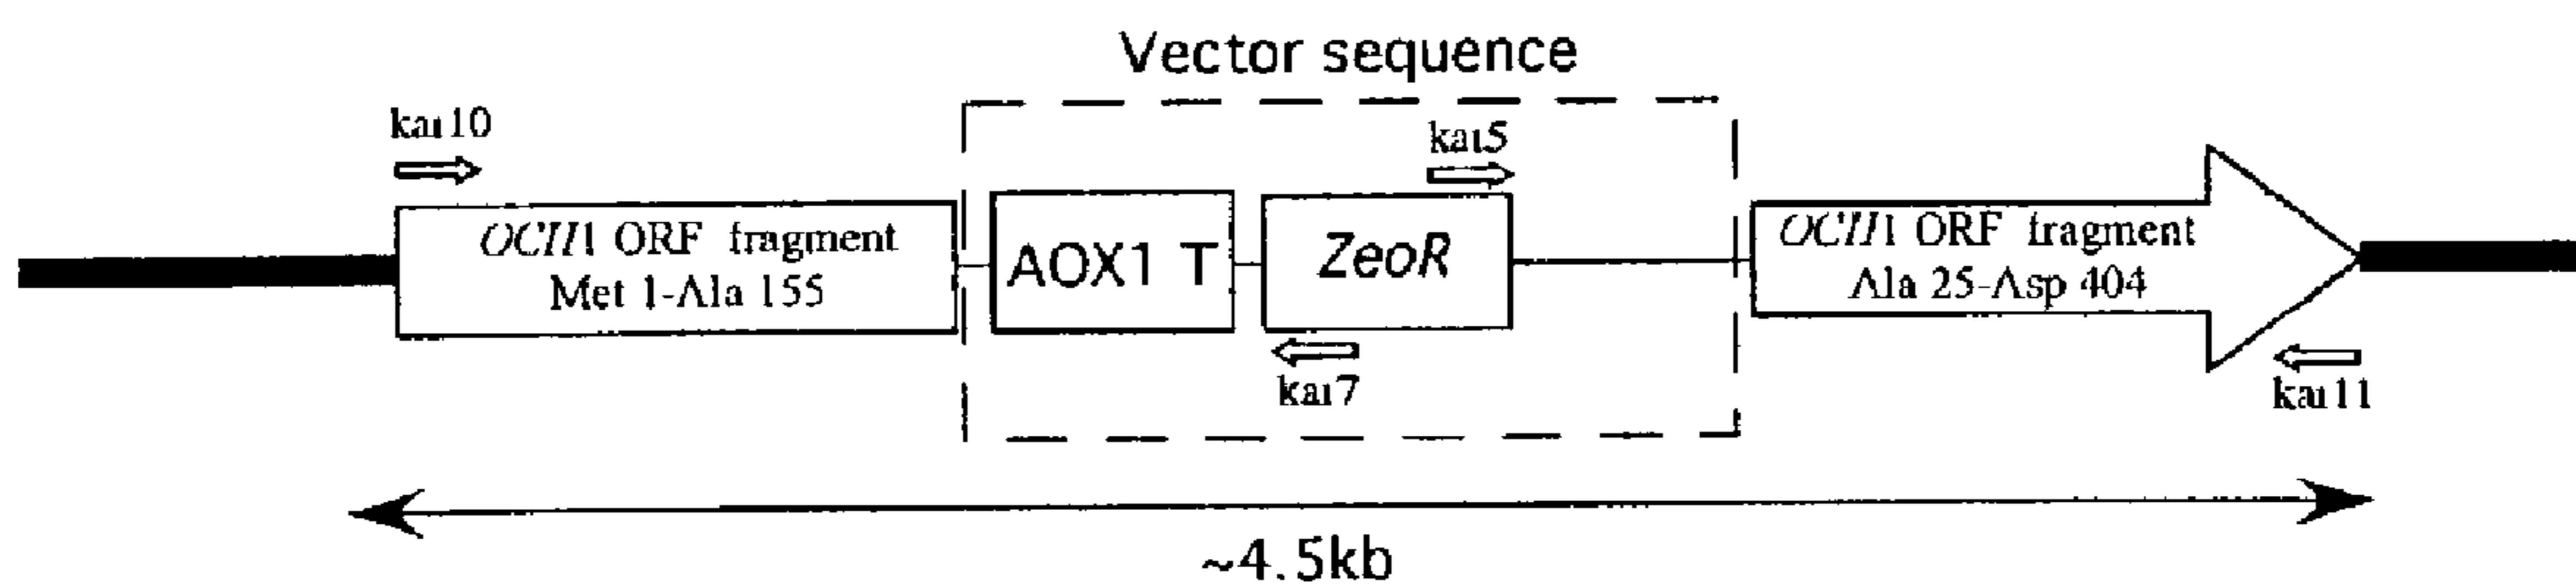 Vector sequence
kai10
kai5
OCH1 ORF fragment
Met 1-Ala 155
AOX1 T
ZeoR
OCH1 ORF fragment
Ala 25-Asp 404
kai7
kai11
~4.5kb